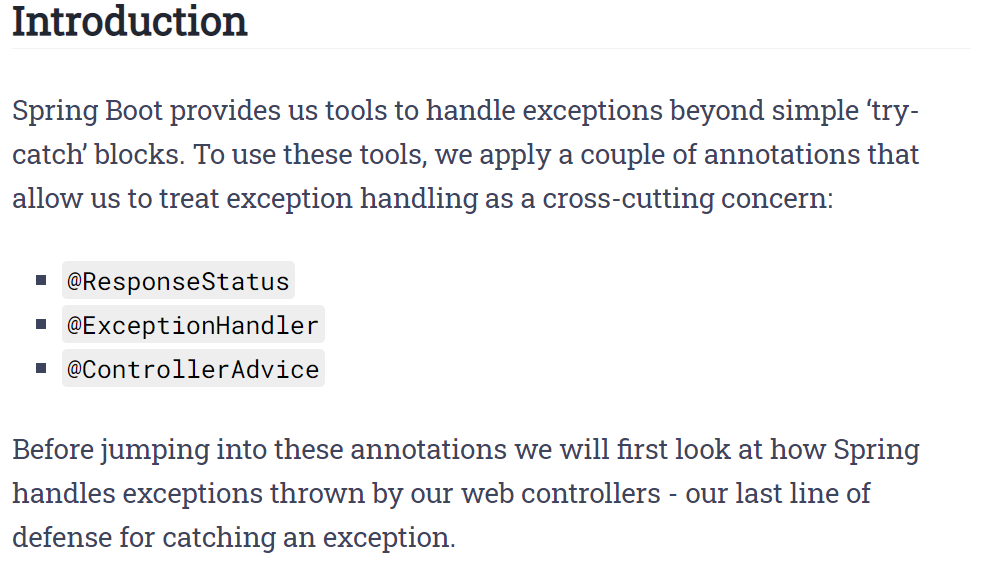 Introduction
Spring Boot provides us tools to handle exceptions beyond simple ‘try-
catch’ blocks. To use these tools, we apply a couple of annotations that
allow us to treat exception handling as a cross-cutting concern:
@ResponseStatus
@ExceptionHandler
@ControllerAdvice
Before jumping into these annotations we will first look at how Spring
handles exceptions thrown by our web controllers - our last line of
defense for catching an exception.